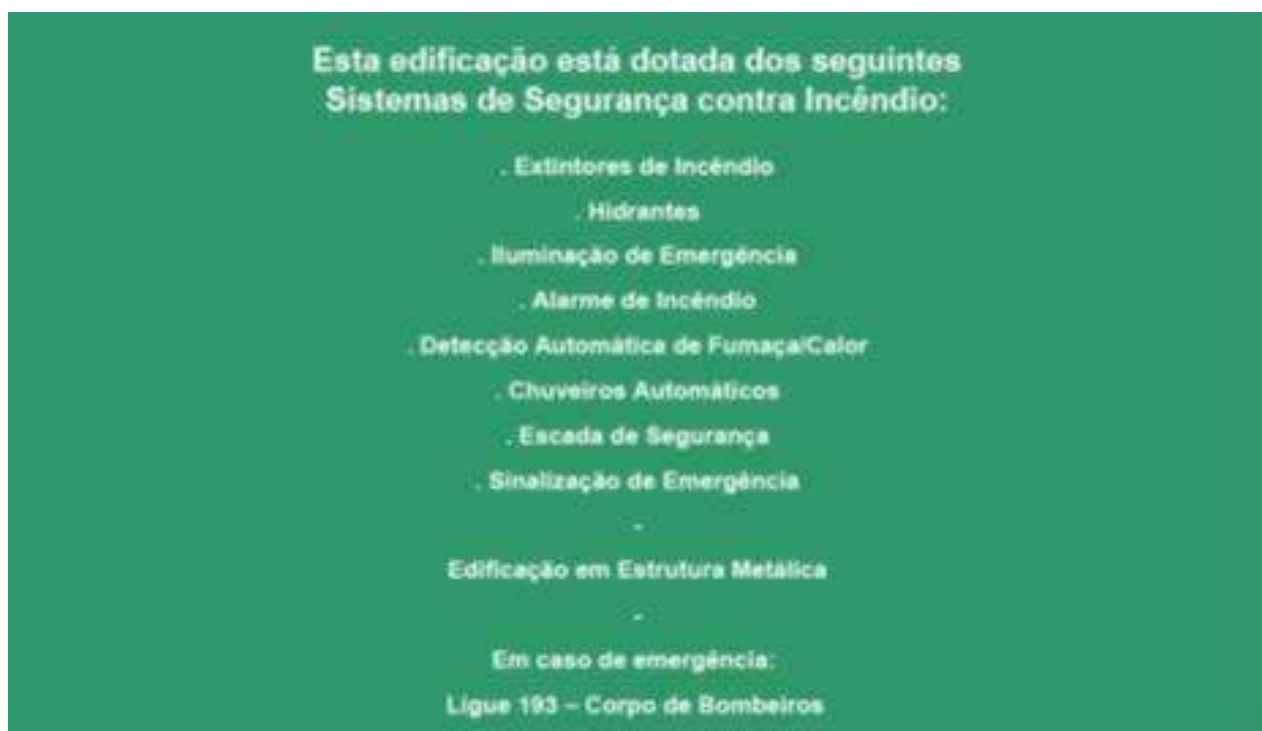 Esta edificação está dotada dos seguintes
Sistemas de Segurança contra Incêndio:
. Extintores de Incêndio
. Hidrantes
. Iluminação de Emergência
. Alarme de Incêndio
. Detecção Automática de Fumaça/Calor
. Chuveiros Automáticos
. Escada de Segurança
. Sinalização de Emergência
-
Edificação em Estrutura Metálica
-
Em caso de emergência:
Ligue 193 – Corpo de Bombeiros